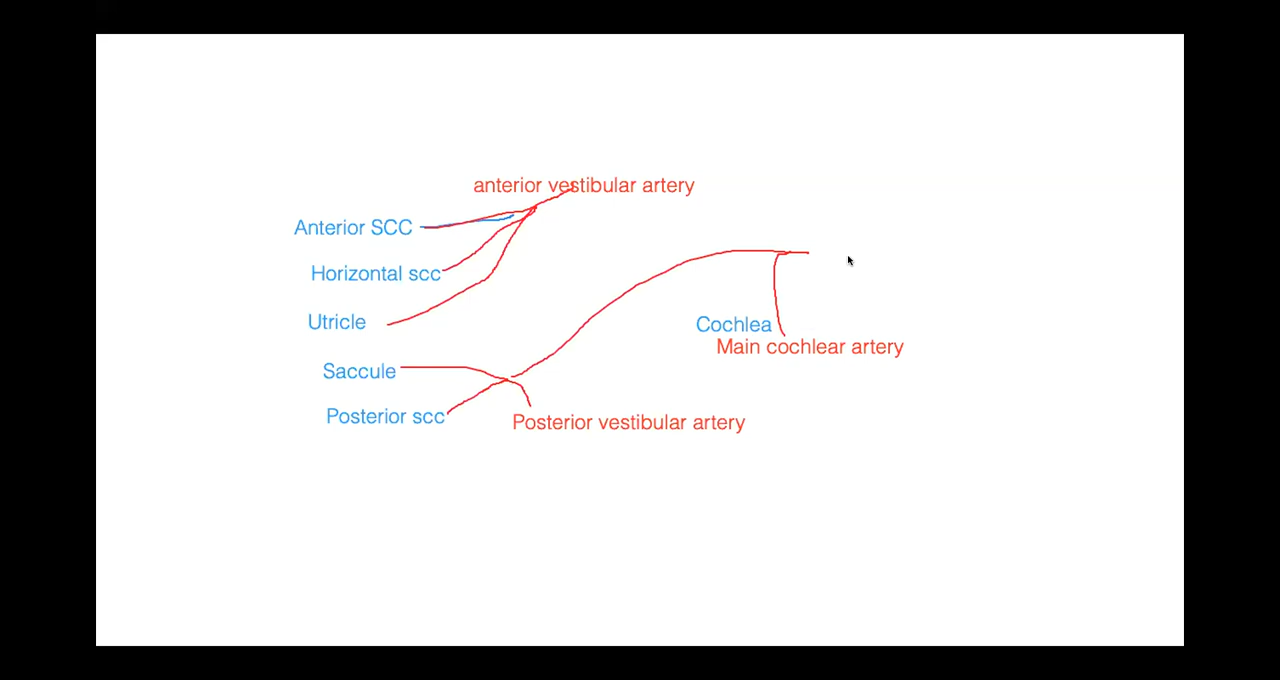 anterior vestibular artery
Anterior SCC
Horizontal scc
Utricle
Cochlea
Main cochlear artery
Saccule
Posterior scc
Posterior vestibular artery